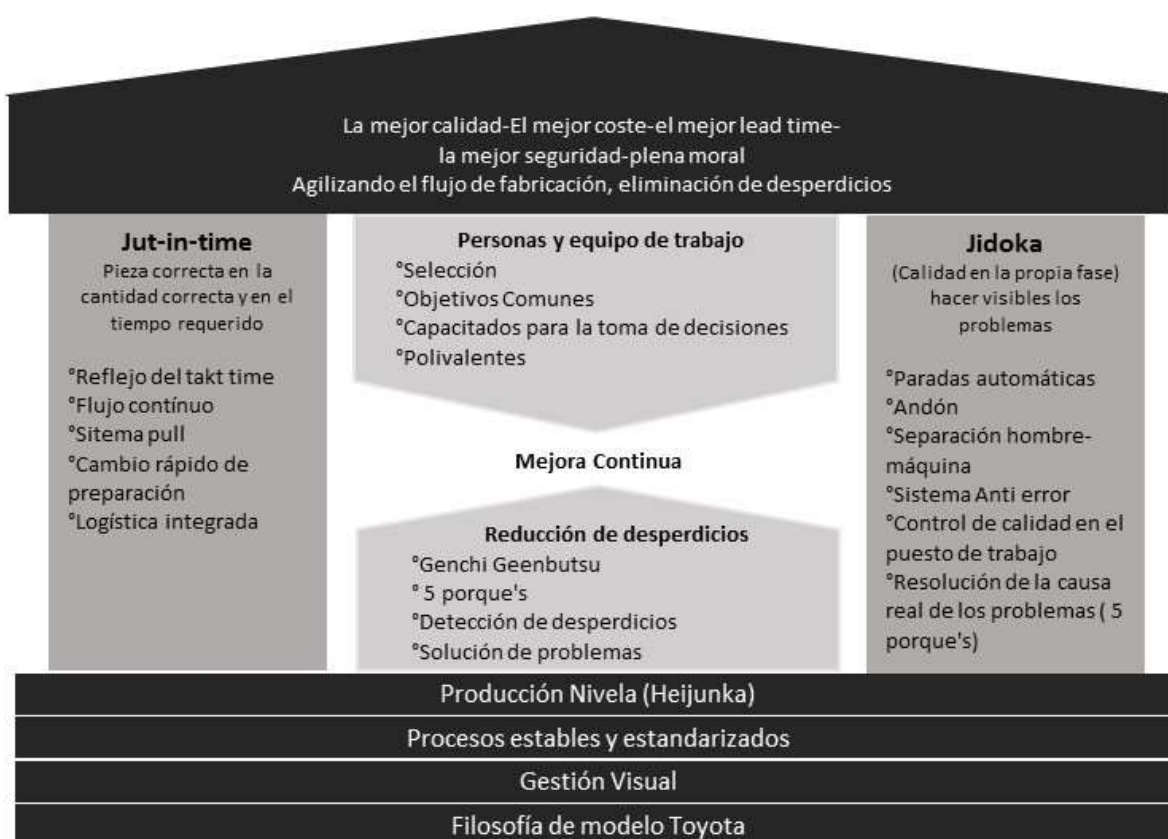 La mejor calidad-El mejor coste-el mejor lead time-
la mejor seguridad-plena moral
Agilizando el flujo de fabricación, eliminación de desperdicios
Jut-in-time
Pieza correcta en la
cantidad correcta y en el
tiempo requerido
°Reflejo del takt time
°Flujo contínuo
°Sitema pull
°Cambio rápido de
preparación
°Logística integrada
Personas y equipo de trabajo
°Selección
°Objetivos Comunes
°Capacitados para la toma de decisiones
°Polivalentes
Mejora Continua
Reducción de desperdicios
°Genchi Geenbutsu
° 5 porque's
°Detección de desperdicios
°Solución de problemas
Jidoka
(Calidad en la propia fase)
hacer visibles los
problemas
°Paradas automáticas
°Andón
°Separación hombre-
máquina
°Sistema Anti error
°Control de calidad en el
puesto de trabajo
°Resolución de la causa
real de los problemas ( 5
porque's)
Producción Nivela (Heijunka)
Procesos estables y estandarizados
Gestión Visual
Filosofía de modelo Toyota